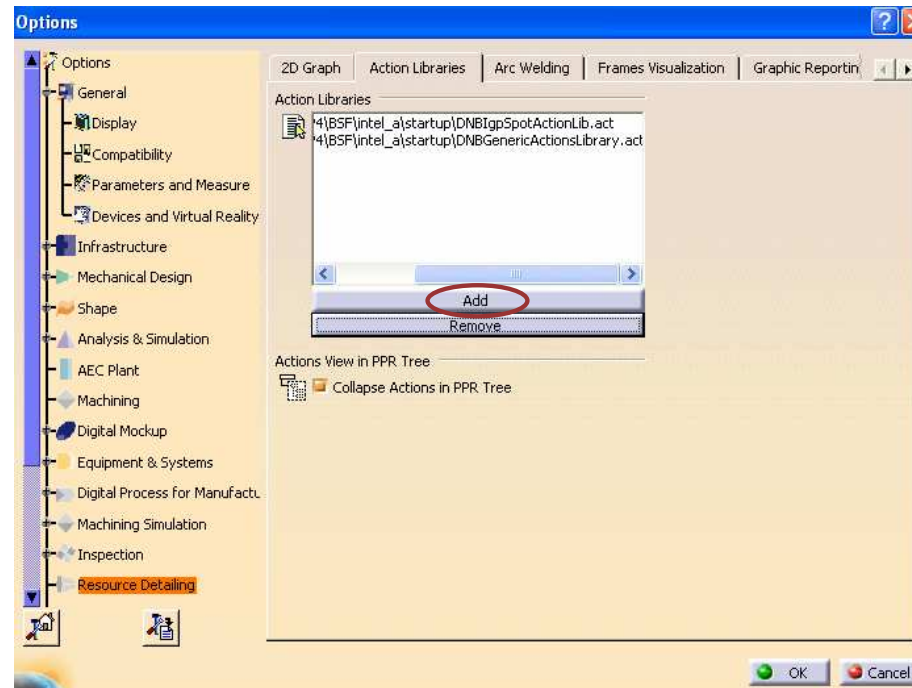 Options
Options
General
Display
Compatibility
Parameters and Measure
Devices and Virtual Reality
Infrastructure
Mechanical Design
Shape
Analysis & Simulation
AEC Plant
Machining
Digital Mockup
Equipment & Systems
Digital Process for Manufactu
Machining Simulation
Inspection
Resource Detailing
2D Graph Action Libraries Arc Welding Frames Visualization Graphic Reportin
Action Libraries
'4\BSF\intel_a\startup\DNBIgpSpotActionLib.act
'4\BSF\intel_a\startup\DNBGenericActionsLibrary.act
Add
Remove
Actions View in PPR Tree
Collapse Actions in PPR Tree
OK Cancel